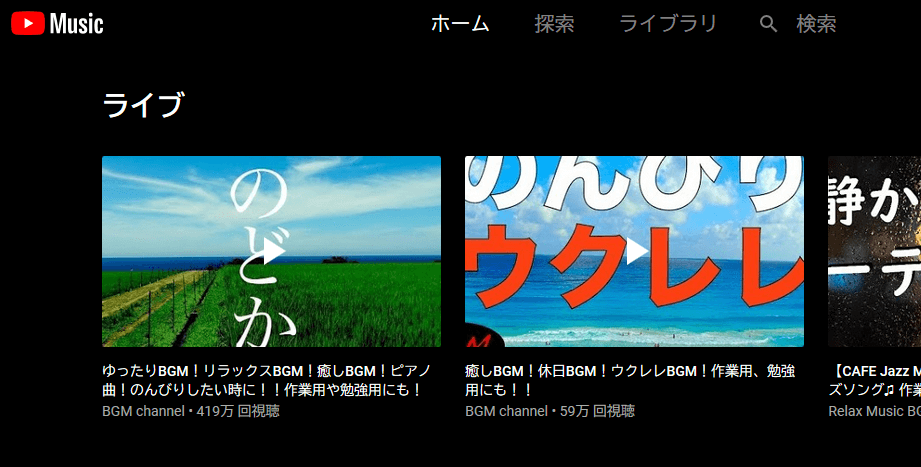 Music
ホーム
探索
ライブラリ
検索
ライブ
のどか
のんびり
ウクレレ
M
静か
ーテ
ゆったりBGM！リラックスBGM！癒しBGM！ピアノ
曲！のんびりしたい時に！！作業用や勉強用にも！
BGM channel • 419万 回視聴
癒しBGM！休日BGM！ウクレレBGM！作業用、勉強
用にも！！
BGM channel • 59万 回視聴
【CAFE Jazz M
ズソング♫ 作業
Relax Music BG